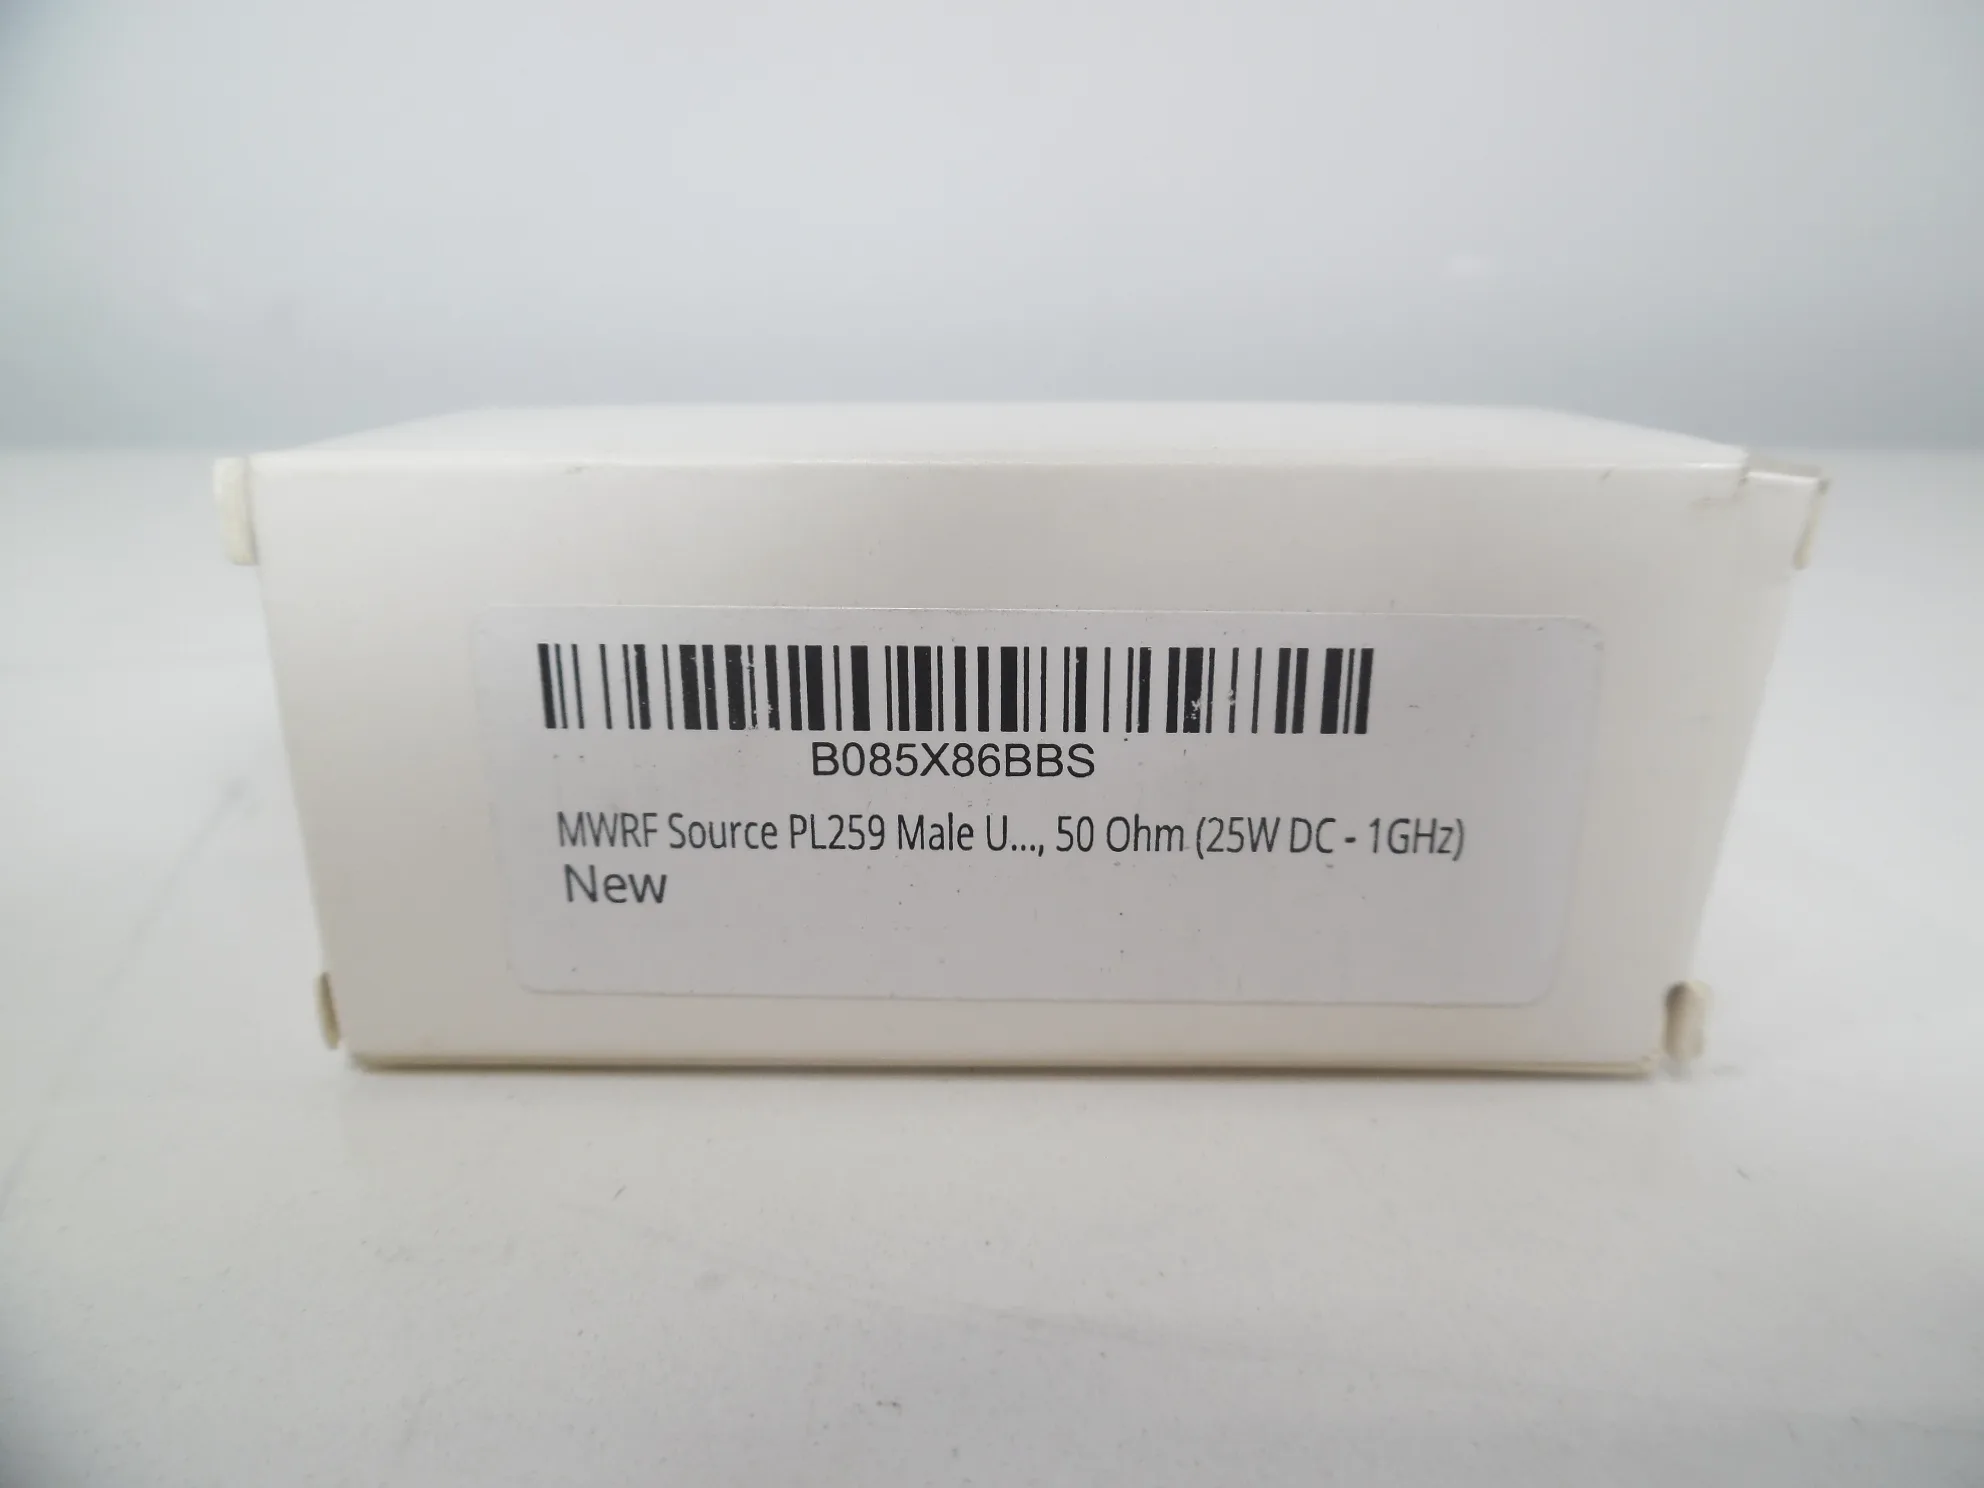 B085X86BBS
MWRF Source PL259 Male U..., 50 Ohm (25W DC - 1GHz)
New